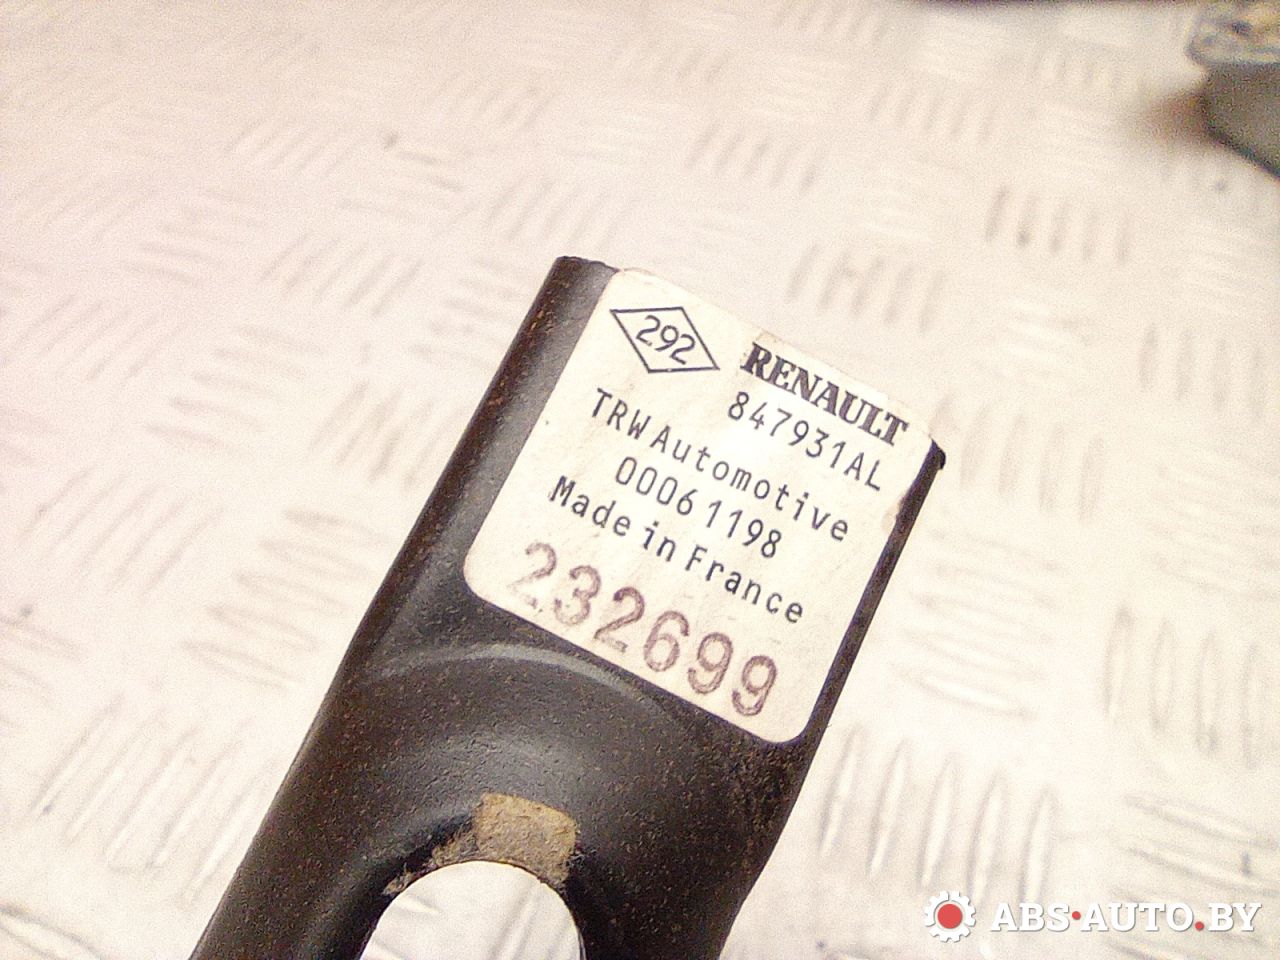 292 RENAULT
847931AL
TRW Automotive
00061198
Made in France
232699
ABS·AUTO.BY